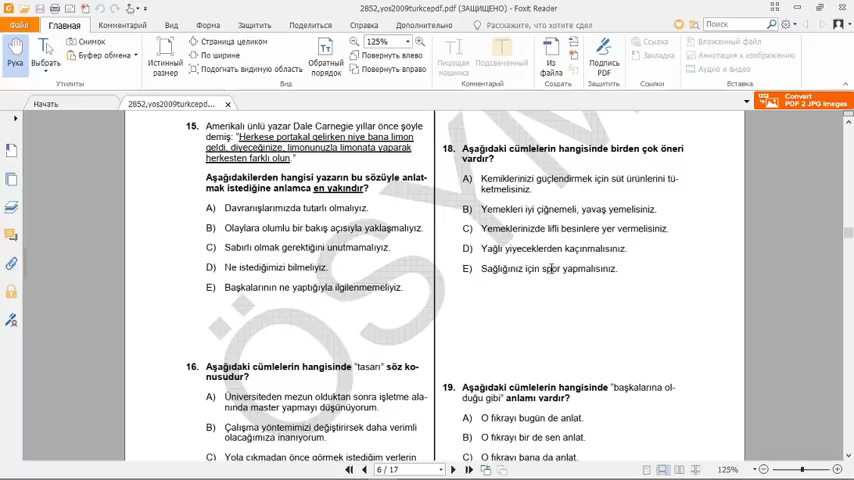 2852,yos2009turkcepdf.pdf (ЗАЩИЩЕНО) - Foxit Reader
Файл
Главная
Комментарий
Вид
Форма
Защитить
Поделиться
Справка
Дополнительно
Расскажите, что хотите сдел
Поиск
Рука
Выбрать
Снимок
Буфер обмена
Утилиты
Истинный размер
Страница целиком
По ширине
Подогнать видимую область
Вид
Обратный порядок
125%
Повернуть влево
Повернуть вправо
Пишущая машинка
Подсвеченный
Комментарий
Из файла
Создать
Подпись PDF
Защитить
Ссылка
Закладка
Ссылки
Вложенный файл
Аннотация изображения
Аудио и видео
Вставка
Начать
2852,yos2009turkcepd...
Convert
PDF 2 JPG Images
15. Amerikalı ünlü yazar Dale Carnegie yıllar önce şöyle
demiş: “Herkese portakal gelirken niye bana limon
geldi, diyeceğinize, limonunuzla limonata yaparak
herkesten farklı olun.”
Aşağıdakilerden hangisi yazarın bu sözüyle anlat-
mak istediğine anlamca en yakındır?
A) Davranışlarımızda tutarlı olmalıyız.
B) Olaylara olumlu bir bakış açısıyla yaklaşmalıyız.
C) Sabırlı olmak gerektiğini unutmamalıyız.
D) Ne istediğimizi bilmeliyiz.
E) Başkalarının ne yaptığıyla ilgilenmemeliyiz.
16. Aşağıdaki cümlelerin hangisinde “tasarı” söz ko-
nusudur?
A) Üniversiteden mezun olduktan sonra işletme ala-
nında master yapmayı düşünüyorum.
B) Çalışma yöntemimizi değiştirirsek daha verimli
olacağımıza inanıyorum.
C) Yola çıkmadan önce görmek istediğim yerlerin
18. Aşağıdaki cümlelerin hangisinde birden çok öneri
vardır?
A) Kemiklerinizi güçlendirmek için süt ürünlerini tü-
ketmelisiniz.
B) Yemekleri iyi çiğnemeli, yavaş yemelisiniz.
C) Yemeklerinizde lifli besinlere yer vermelisiniz.
D) Yağlı yiyeceklerden kaçınmalısınız.
E) Sağlığınız için spor yapmalısınız.
19. Aşağıdaki cümlelerin hangisinde “başkalarına ol-
duğu gibi” anlamı vardır?
A) O fıkrayı bugün de anlat.
B) O fıkrayı bir de sen anlat.
C) O fıkrayı bana da anlat.
ÖSYM
6 / 17
125%